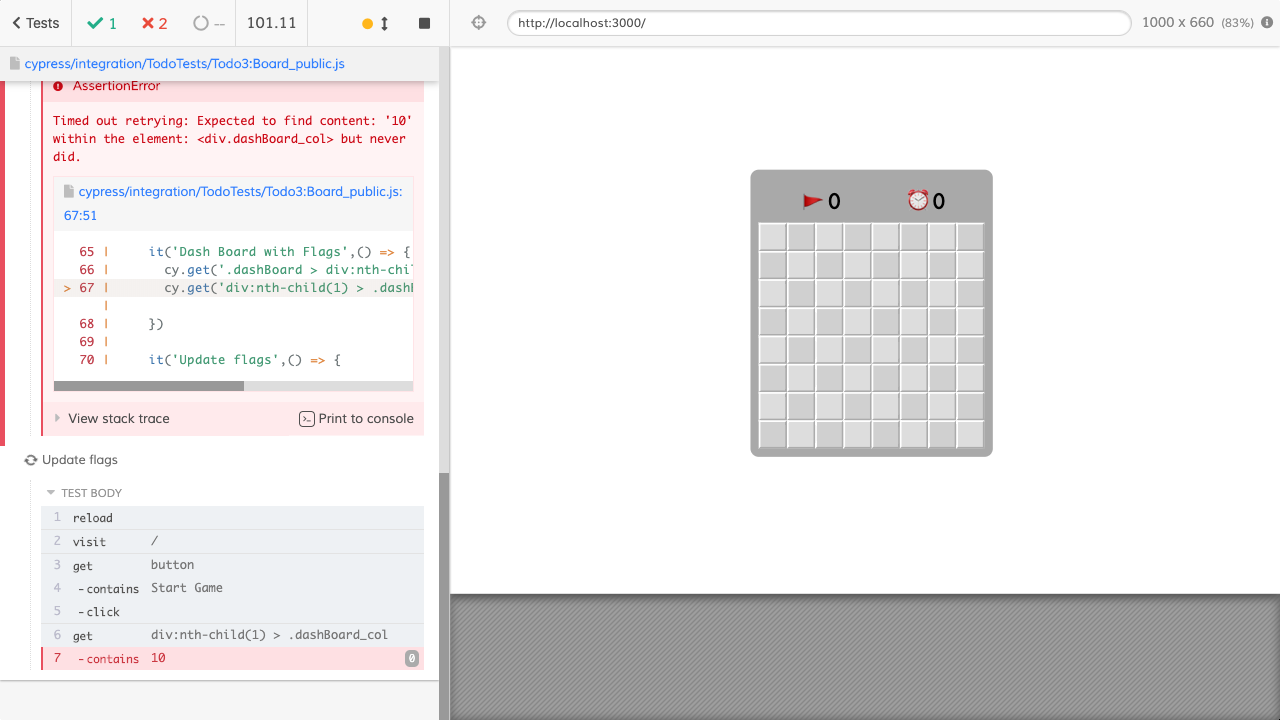 Tests
1
2
--
101.11
http://localhost:3000/
1000 x 660 (83%)
cypress/integration/TodoTests/Todo3:Board_public.js
AssertionError
Timed out retrying: Expected to find content: '10'
within the element: <div.dashBoard_col> but never
did.
cypress/integration/TodoTests/Todo3:Board_public.js:
67:51
65 | it('Dash Board with Flags',() => {
66 | cy.get('.dashBoard > div:nth-chil
> 67 | cy.get('div:nth-child(1) > .dashB
|
68 | })
69 |
70 | it('Update flags',() => {
View stack trace
Print to console
Update flags
TEST BODY
1 reload
2 visit /
3 get button
4 -contains Start Game
5 -click
6 get div:nth-child(1) > .dashBoard_col
7 -contains 10 0
0
0